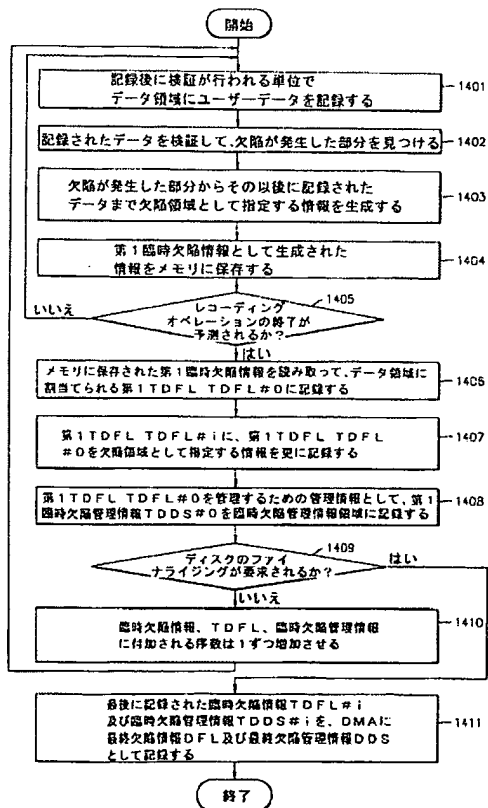 開始
記録後に検証が行われる単位で
データ領域にユーザーデータを記録する
1401
記録されたデータを検証して、欠陥が発生した部分を見つける
1402
欠陥が発生した部分からその以後に記録された
データまで欠陥領域として指定する情報を生成する
1403
第1臨時欠陥情報として生成された
情報をメモリに保存する
1404
1405
レコーディング
オペレーションの終了が
予測されるか?
いいえ
はい
メモリに保存された第1臨時欠陥情報を読み取って、データ領域に
割当てられる第1TDFL TDFL#0に記録する
1406
第1TDFL TDFL#iに、第1TDFL TDFL
#0を欠陥領域として指定する情報を更に記録する
1407
第1TDFL TDFL#0を管理するための管理情報として、第1
臨時欠陥管理情報TDDS#0を臨時欠陥管理情報領域に記録する
1408
1409
ディスクのファイ
ナライジングが要求されるか?
はい
いいえ
臨時欠陥情報、TDFL、臨時欠陥管理情報
に付加される序数は1ずつ増加させる
1410
最後に記録された臨時欠陥情報TDFL#i
及び臨時欠陥管理情報TDDS#iを、DMAに
最終欠陥情報DFL及び最終欠陥管理情報DDS
として記録する
1411
終了